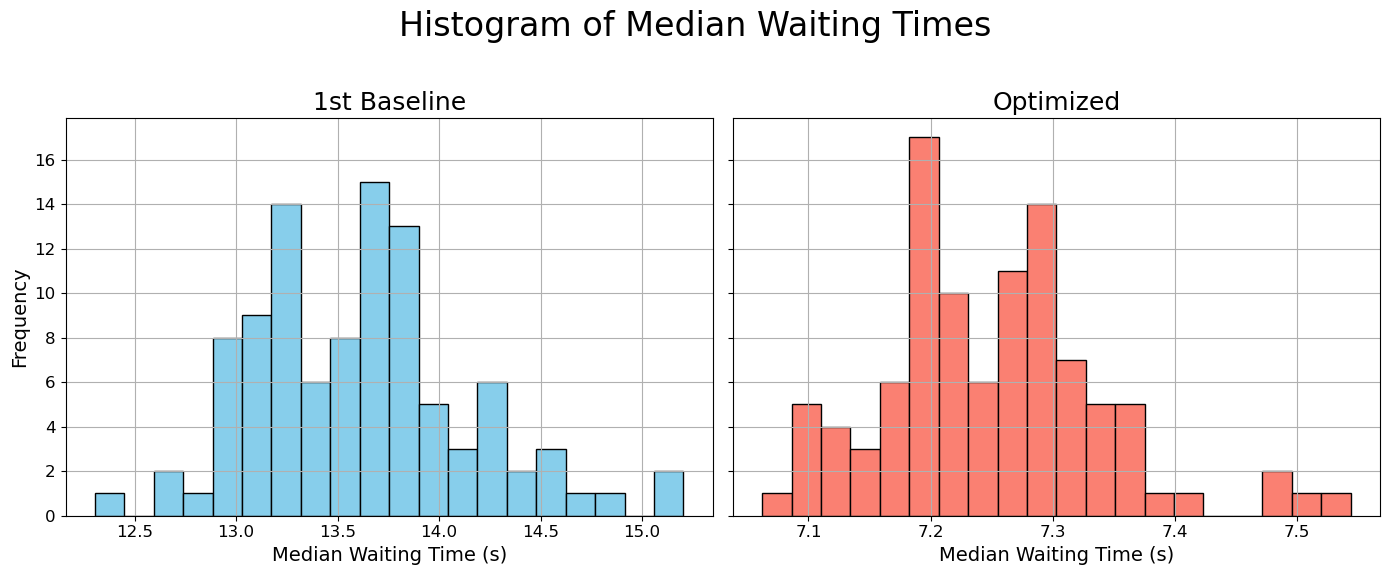 Histogram of Median Waiting Times
1st Baseline
Optimized
Frequency
16
14
12
10
8
6
4
2
0
12.5 13.0 13.5 14.0 14.5 15.0
7.1 7.2 7.3 7.4 7.5
Median Waiting Time (s)
Median Waiting Time (s)